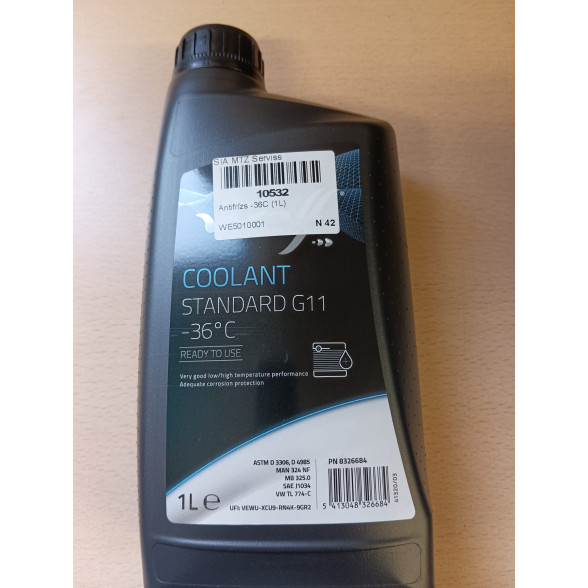 SIA MTZ Serviss
10532
Antifrīzs -36C (1L)
WE5010001 N 42
COOLANT
STANDARD G11
-36°C
READY TO USE
Very good low/high temperature performance
Adequate corrosion protection
ASTM D 3306, D 4985
MAN 324 NF
MB 325.0
SAE J1034
VW TL 774-C
UFI: VEWU-XCU9-RN4K-9GR2
1L e
PN 8326684
5 413048 326684
41320/03